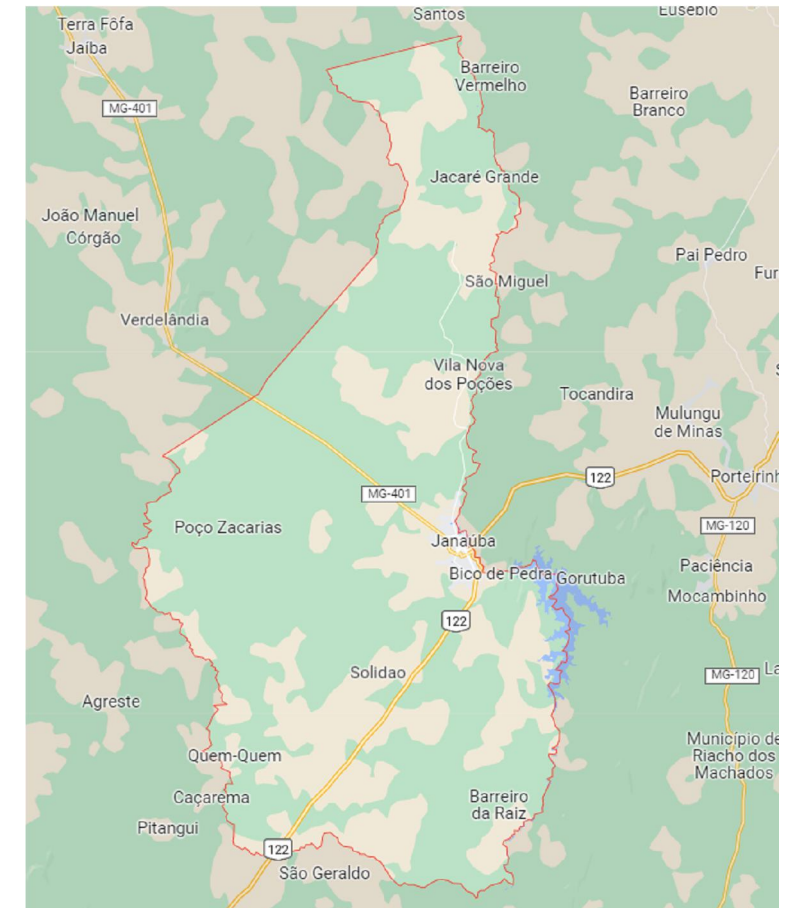 Santos
Eusébio
Terra Fôfa
Jaíba
Barreiro
Vermelho
MG-401
Barreiro
Branco
Jacaré Grande
João Manuel
Córgão
Pai Pedro
Fur
São Miguel
Verdelândia
Vila Nova
dos Poções
Tocandira
Mulungu
de Minas
122
Porteirinh
MG-401
Poço Zacarias
MG-120
Janaúba
Bico de Pedra
Gorutuba
Paciência
Mocambinho
122
Solidao
MG-120
La
Agreste
Município de
Riacho dos
Machados
Quem-Quem
Caçarema
Barreiro
da Raiz
Pitangui
122
São Geraldo